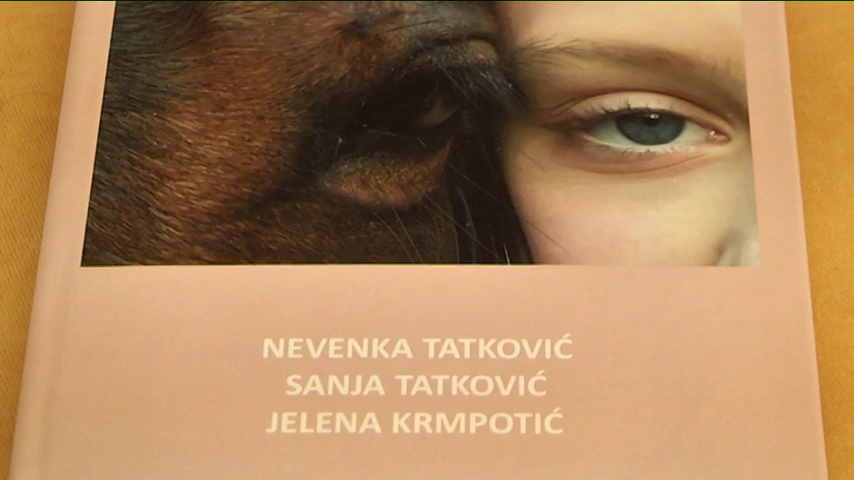 NEVENKA TATKOVIĆ
SANJA TATKOVIĆ
JELENA KRMPOTIĆ